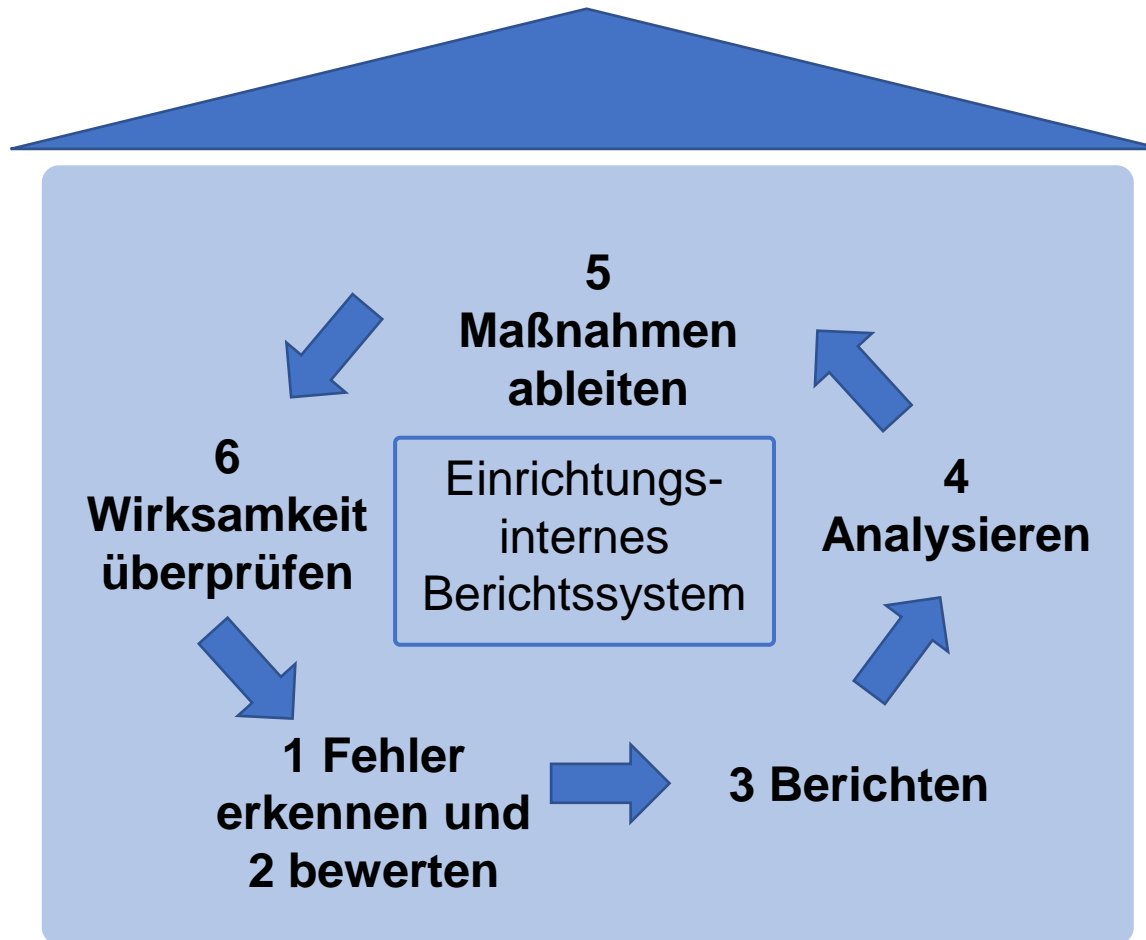 5
Maßnahmen
ableiten
6
Wirksamkeit
überprüfen
Einrichtungs-
internes
Berichtssystem
4
Analysieren
1 Fehler
erkennen und
2 bewerten
3 Berichten